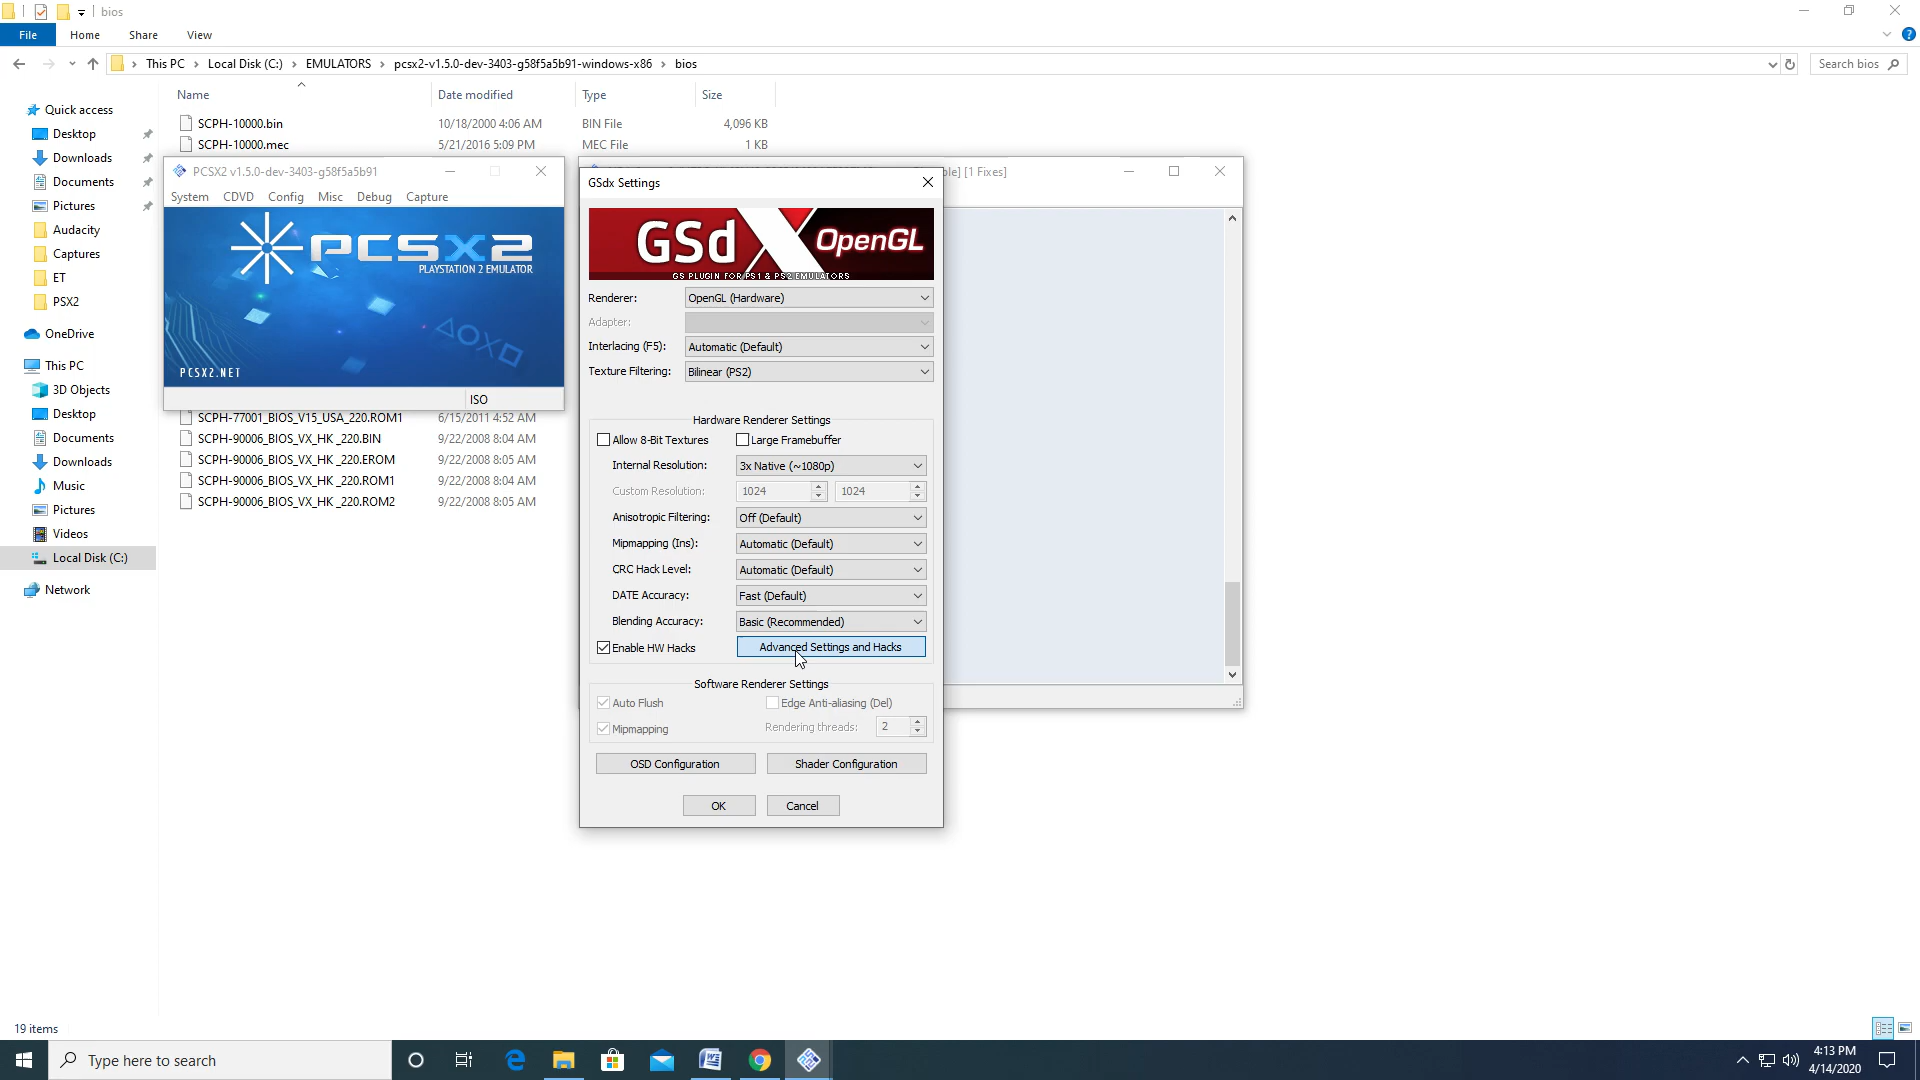 bios
File
Home
Share
View
This PC
Local Disk (C:)
EMULATORS
pcsx2-v1.5.0-dev-3403-g58f5a5b91-windows-x86
bios
Search bios
Quick access
Desktop
Downloads
Documents
Pictures
Audacity
Captures
ET
PSX2
OneDrive
This PC
3D Objects
Desktop
Documents
Downloads
Music
Pictures
Videos
Local Disk (C:)
Network
Name Date modified Type Size
SCPH-10000.bin 10/18/2000 4:06 AM BIN File 4,096 KB
SCPH-10000.mec 5/21/2016 5:09 PM MEC File 1 KB
PCSX2 v1.5.0-dev-3403-g58f5a5b91
System CDVD Config Misc Debug Capture
PCSX2
PLAYSTATION 2 EMULATOR
PCSX2.NET
ISO
SCPH-77001_BIOS_V15_USA_220.ROM1 6/15/2011 4:52 AM
SCPH-90006_BIOS_VX_HK _220.BIN 9/22/2008 8:04 AM
SCPH-90006_BIOS_VX_HK _220.EROM 9/22/2008 8:05 AM
SCPH-90006_BIOS_VX_HK _220.ROM1 9/22/2008 8:04 AM
SCPH-90006_BIOS_VX_HK _220.ROM2 9/22/2008 8:05 AM
[1 Fixes]
GSdx Settings
GSdX OpenGL
GS PLUGIN FOR PS1 & PS2 EMULATORS
Renderer: OpenGL (Hardware)
Adapter:
Interlacing (F5): Automatic (Default)
Texture Filtering: Bilinear (PS2)
Hardware Renderer Settings
Allow 8-Bit Textures Large Framebuffer
Internal Resolution: 3x Native (~1080p)
Custom Resolution: 1024 1024
Anisotropic Filtering: Off (Default)
Mipmapping (Ins): Automatic (Default)
CRC Hack Level: Automatic (Default)
DATE Accuracy: Fast (Default)
Blending Accuracy: Basic (Recommended)
Enable HW Hacks Advanced Settings and Hacks
Software Renderer Settings
Auto Flush Edge Anti-aliasing (Del)
Mipmapping Rendering threads: 2
OSD Configuration Shader Configuration
OK Cancel
19 items
Type here to search
4:13 PM
4/14/2020